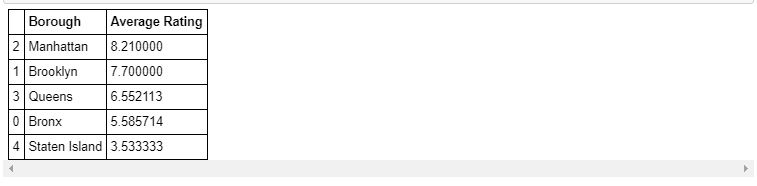 Borough Average Rating
2 Manhattan 8.210000
1 Brooklyn 7.700000
3 Queens 6.552113
0 Bronx 5.585714
4 Staten Island 3.533333